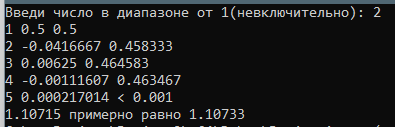 Введи число в диапазоне от 1(невключительно): 2
1 0.5 0.5
2 -0.0416667 0.458333
3 0.00625 0.464583
4 -0.00111607 0.463467
5 0.000217014 < 0.001
1.10715 примерно равно 1.10733